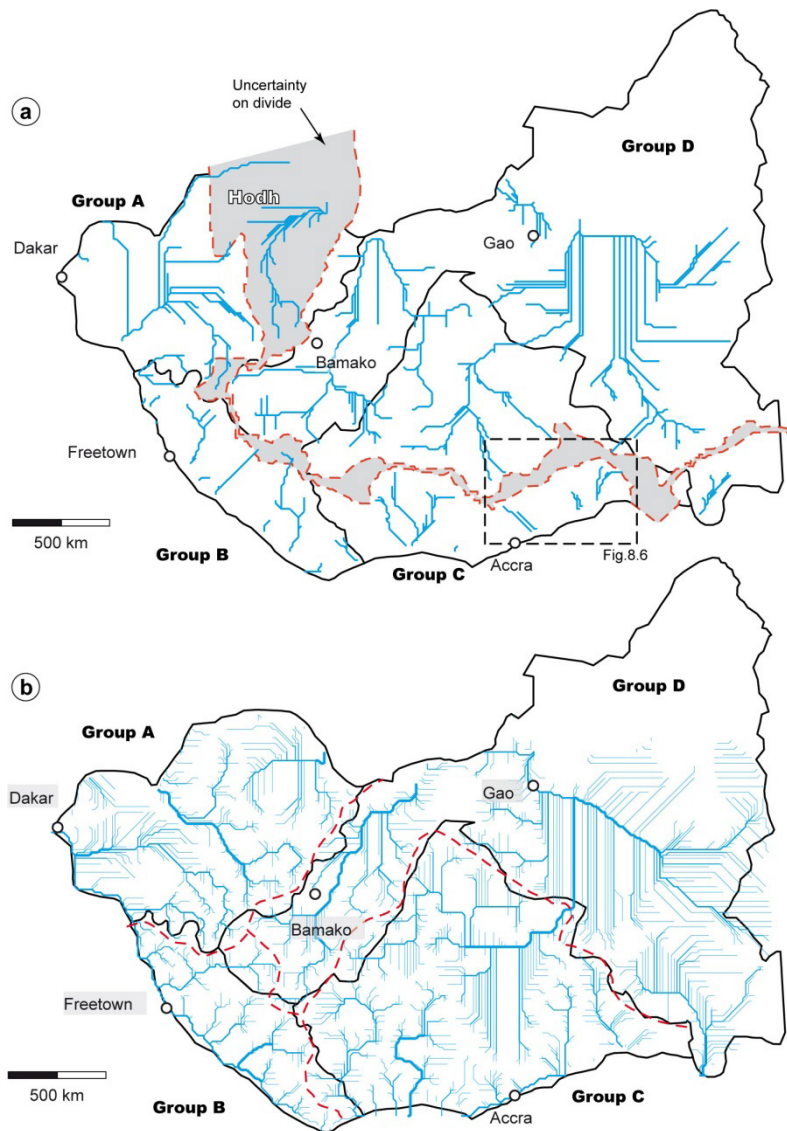 Uncertainty
on divide
a
Group D
Group A
Hodh
Dakar
Gao
Bamako
Freetown
500 km
Group B
Group C
Accra
Fig.8.6
b
Group D
Group A
Dakar
Gao
Bamako
Freetown
500 km
Group B
Accra
Group C